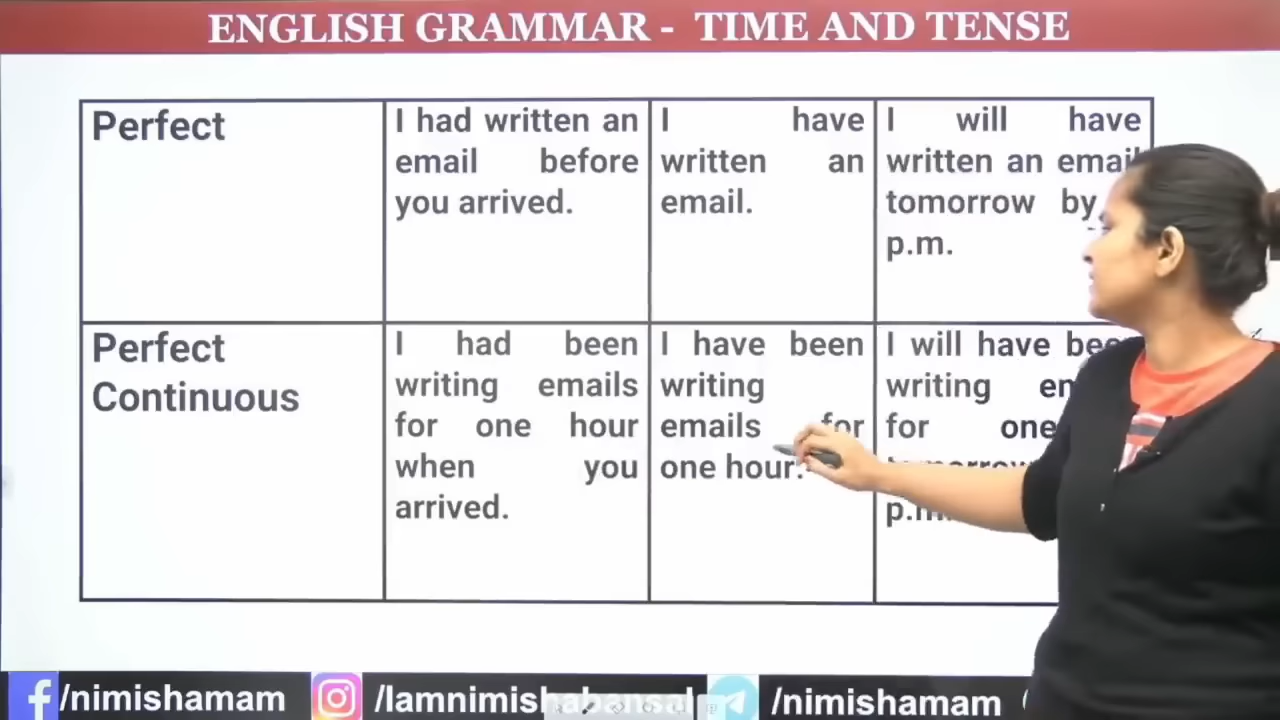 ENGLISH GRAMMAR - TIME AND TENSE
Perfect
I had written an
email before
you arrived.
I have
written an
email.
I will have
written an email
tomorrow by
p.m.
Perfect
Continuous
I had been
writing emails
for one hour
when you
arrived.
I have been
writing
emails for
one hour.
I will have been
writing
for one
p.m.
/nimishamam
/Iamnimishabansal
/nimishamam